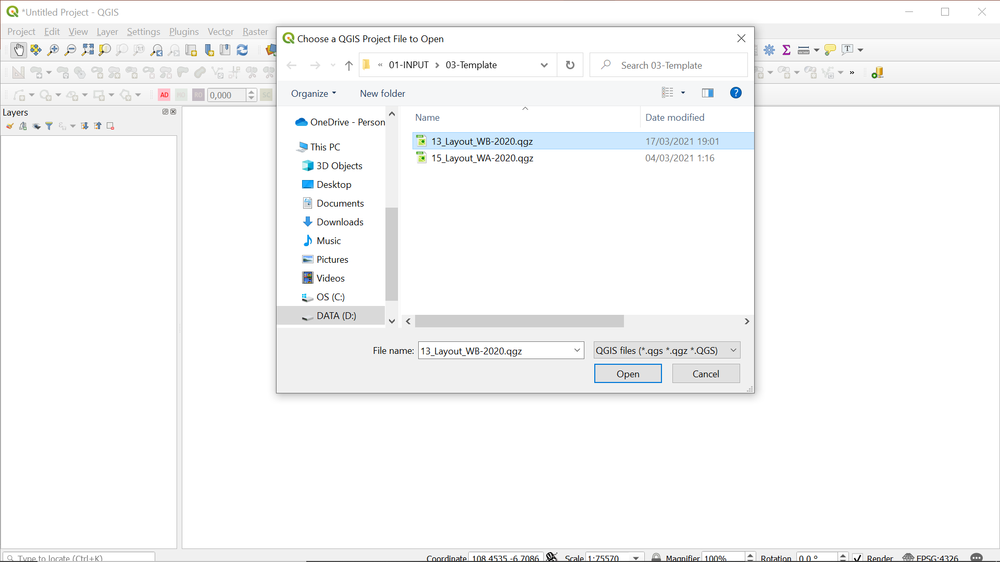 *Untitled Project - QGIS
Project Edit View Layer Settings Plugins Vector Raster
Choose a QGIS Project File to Open
« 01-INPUT > 03-Template
Search 03-Template
Organize New folder
AD MO RO 0,000 SC
Layers
Name Date modified
OneDrive - Person
This PC
3D Objects
Desktop
Documents
Downloads
Music
Pictures
Videos
OS (C:)
DATA (D:)
13_Layout_WB-2020.qgz 17/03/2021 19:01
15_Layout_WA-2020.qgz 04/03/2021 1:16
File name: 13_Layout_WB-2020.qgz QGIS files (*.qgs *.qgz *.QGS)
Open Cancel
Type to locate (Ctrl+K) Coordinate 108.4535,-6.7086 Scale 1:75570 Magnifier 100% Rotation 0,0 ° Render EPSG:4326